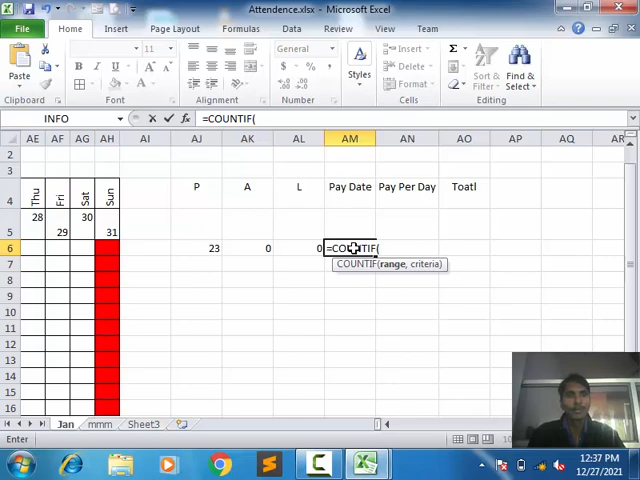 Attendence.xlsx - Microsoft Excel
File Home Insert Page Layout Formulas Data Review View
Paste
Clipboard
11
B I U
Font
Alignment
General
$ % ,
Number
Styles
Insert
Delete
Format
Cells
Σ
Sort & Filter
Find & Select
Editing
INFO
fx =COUNTIF(
AE AF AG AH AI AJ AK AL AM AN AO AP AQ AR
2
3
4 Thu Fri Sat Sun P A L Pay Date Pay Per Day Toatl
5 28 29 30 31
6 23 0 0 =COUNTIF(
COUNTIF(range, criteria)
7
8
9
10
11
12
13
14
15
16
Jan mmm Sheet3
Enter 100%
12:37 PM
12/27/2021